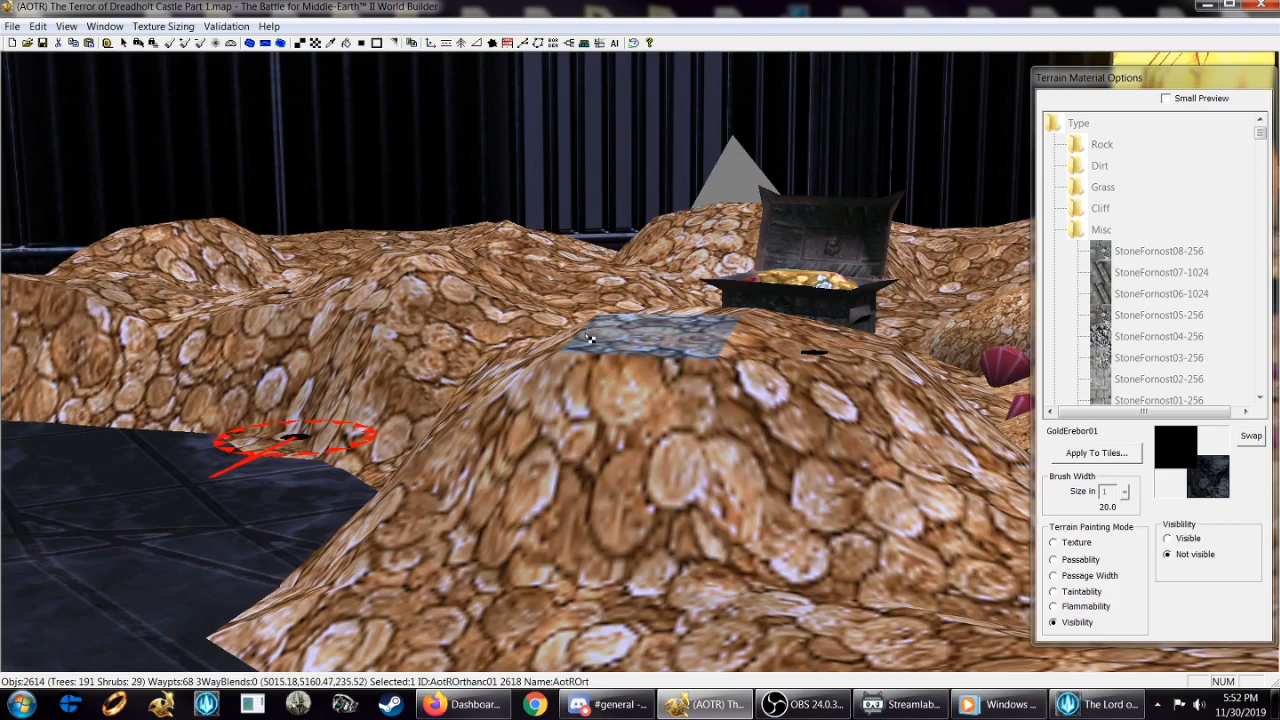 (AOTR) The Terror of Dreadholt Castle Part 1.map - The Battle for Middle-Earth™ II World Builder
File Edit View Window Texture Sizing Validation Help
AI
Terrain Material Options
Small Preview
Type
Rock
Dirt
Grass
Cliff
Misc
StoneFornost08-256
StoneFornost07-1024
StoneFornost06-1024
StoneFornost05-256
StoneFornost04-256
StoneFornost03-256
StoneFornost02-256
StoneFornost01-256
GoldErebor01
Apply To Tiles...
Swap
Brush Width
Size in 1
20.0
Terrain Painting Mode
Texture
Passablity
Passage Width
Taintablity
Flammability
Visibility
Visiblility
Visible
Not visible
Objs:2614 (Trees: 191 Shrubs: 29) Waypts:68 3WayBlends:0 (5015.18,5160.47,235.52) Selected:1 ID:AotROrthanc01 2618 Name:AotROrt
NUM
Dashboar...
#general -...
(AOTR) Th...
OBS 24.0.3...
Streamlab...
Windows ...
The Lord o...
5:52 PM
11/30/2019